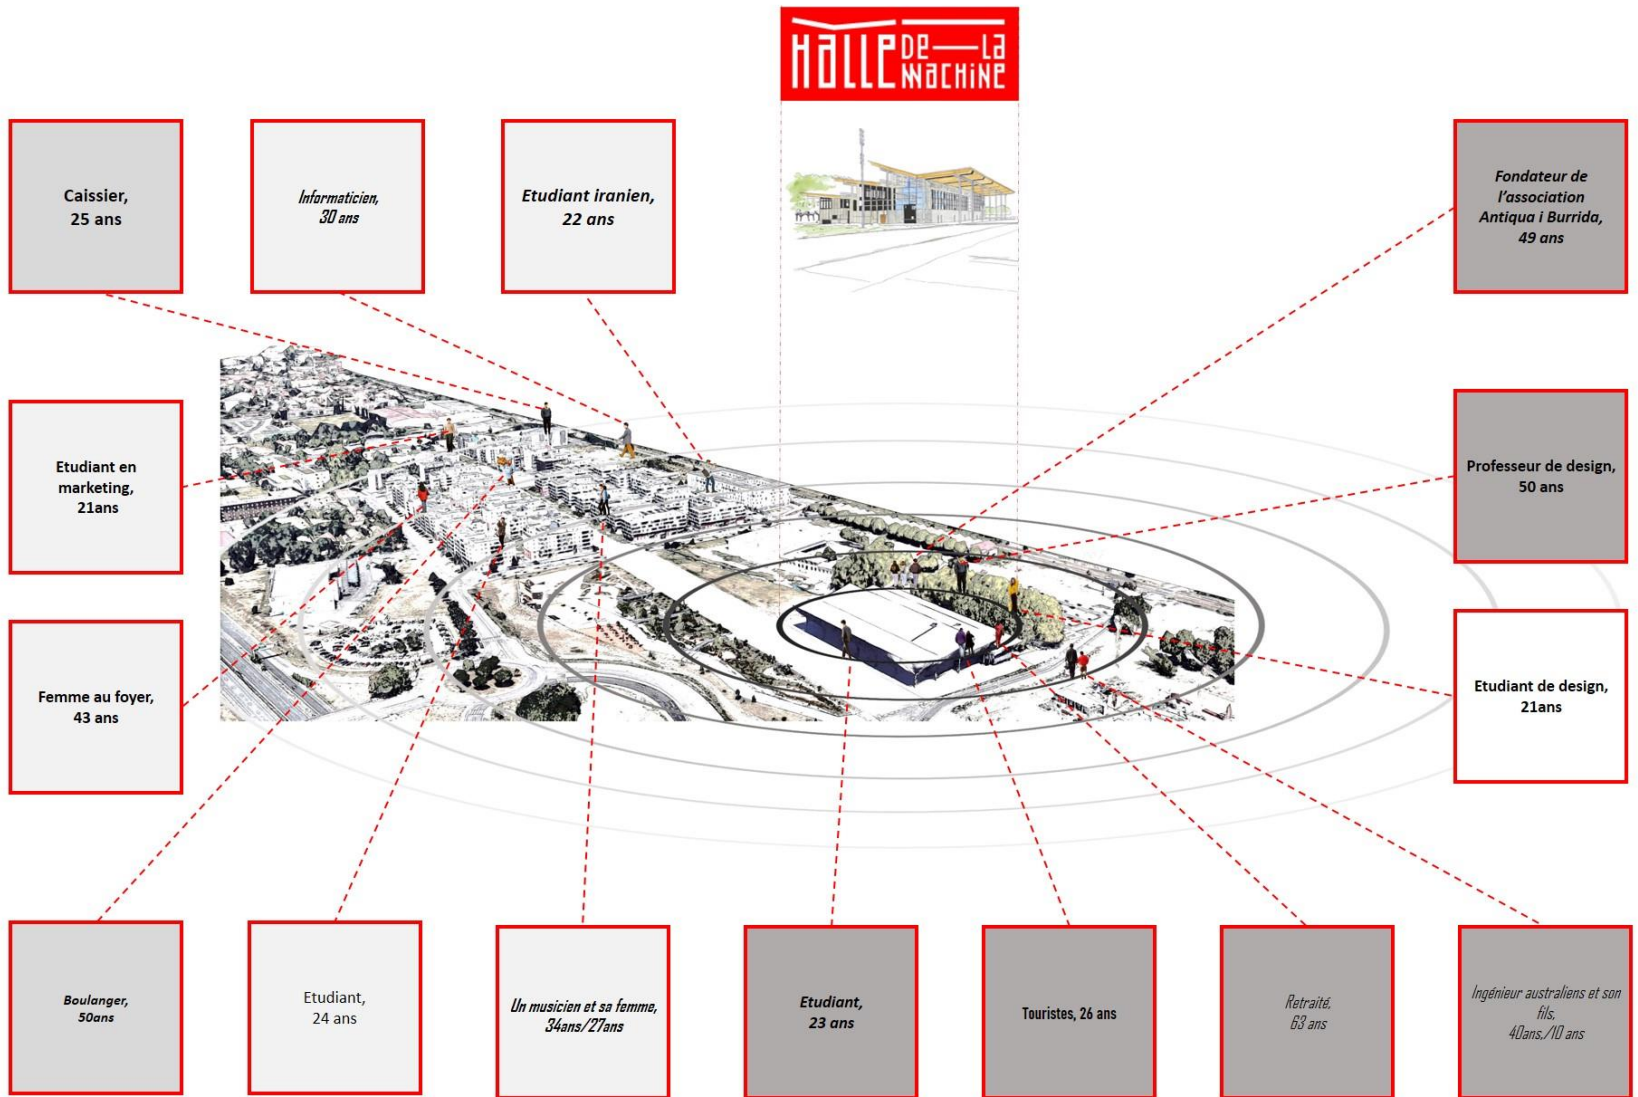 HALLE DE LA
MACHINE
Caissier,
25 ans
Informaticien,
30 ans
Etudiant iranien,
22 ans
Fondateur de
l'association
Antiqua i Burrida,
49 ans
Etudiant en
marketing,
21ans
Professeur de design,
50 ans
Femme au foyer,
43 ans
Etudiant de design,
21ans
Boulanger,
50ans
Etudiant,
24 ans
Un musicien et sa femme,
34ans/27ans
Etudiant,
23 ans
Touristes, 26 ans
Retraité,
63 ans
Ingénieur australiens et son
fils,
40ans,/10 ans